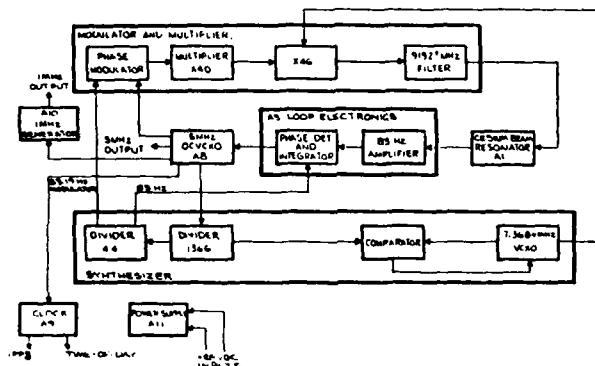 MODULATOR AND MULTIPLIER
PHASE
MODULATOR
MULTIPLIER
X40
X46
9192+ MHz
FILTER
1MHz
OUTPUT
A10
1MHz
GENERATOR
5MHz
OUTPUT
5MHz
OCVCXO
A8
A5 LOOP ELECTRONICS
PHASE DET
AND
INTEGRATOR
85 Hz
AMPLIFIER
CESIUM BEAM
RESONATOR
A1
85 Hz
DIVIDER
DIVIDER
1366
COMPARATOR
VCXO
SYNTHESIZER
CLOCK
A9
POWER SUPPLY
A11
1PPS
TIME-OF-DAY
INPUTS